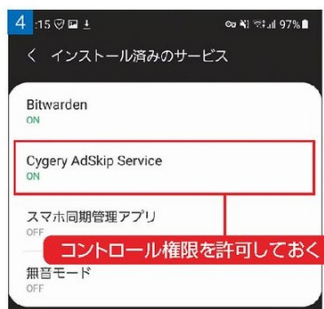 4 :15 97%
< インストール済みのサービス
Bitwarden
ON
Cygery AdSkip Service
ON
スマホ同期管理アプリ
OFF
コントロール権限を許可しておく
無音モード
OFF